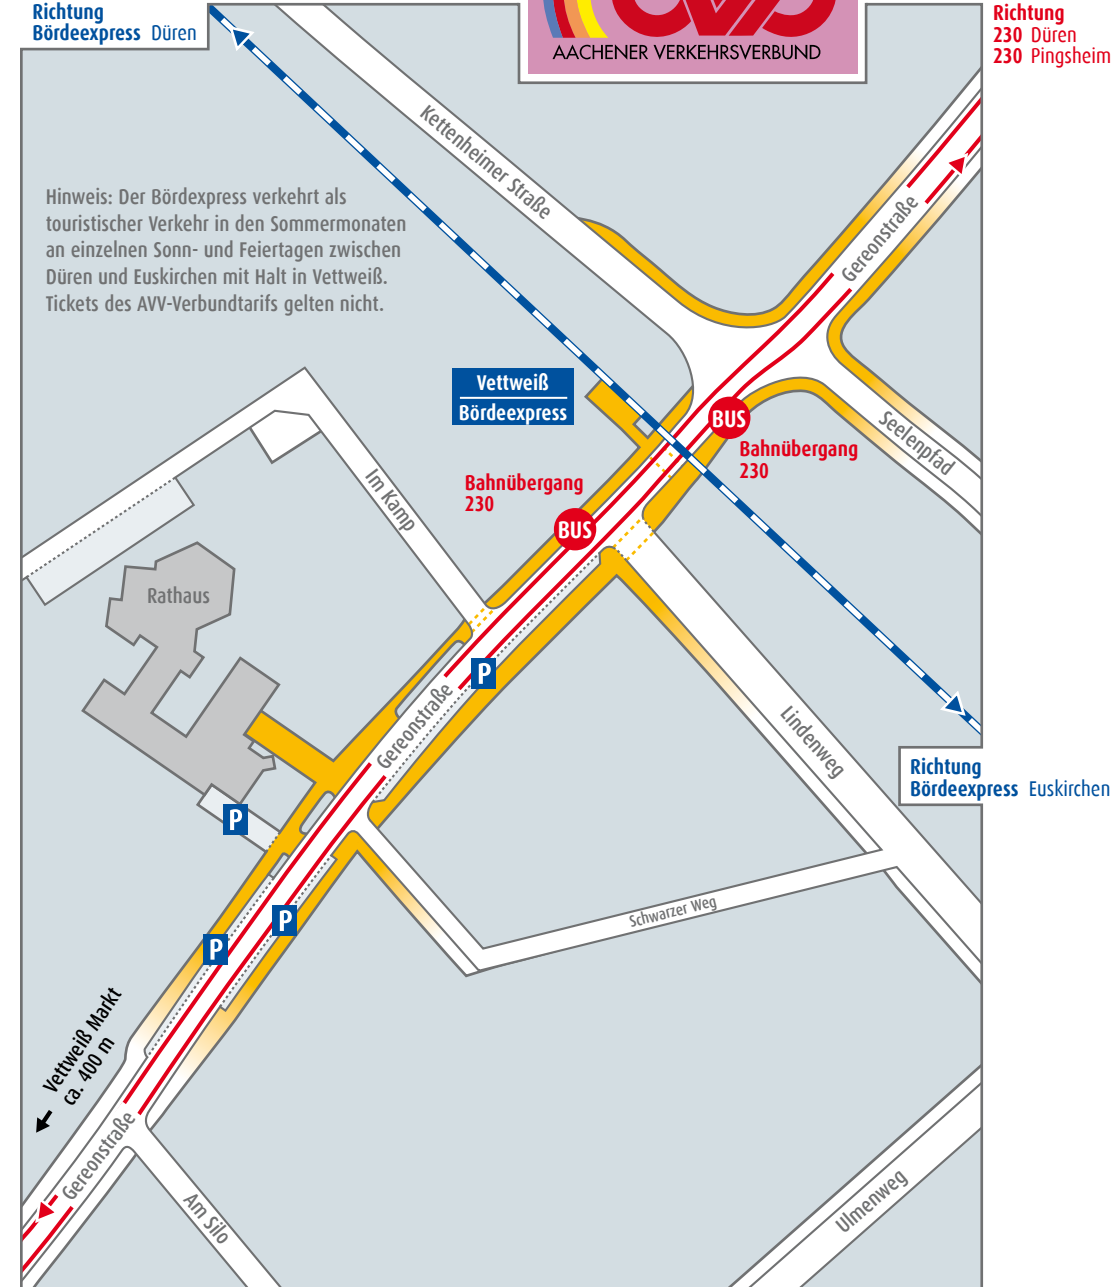 Richtung
Bördeexpress Düren
AACHENER VERKEHRSVERBUND
Richtung
230 Düren
230 Pingsheim
Kettenheimer Straße
Hinweis: Der Bördexpress verkehrt als
touristischer Verkehr in den Sommermonaten
an einzelnen Sonn- und Feiertagen zwischen
Düren und Euskirchen mit Halt in Vettweiß.
Tickets des AVV-Verbundtarifs gelten nicht.
Gereonstraße
Vettweiß
Bördeexpress
BUS
Bahnübergang
230
Seelenpfad
Bahnübergang
230
BUS
Im Kamp
Rathaus
P
Gereonstraße
Lindenweg
Richtung
Bördeexpress Euskirchen
P
Schwarzer Weg
P
P
Vettweiß Markt
ca. 400 m
Gereonstraße
Am Silo
Ulmenweg